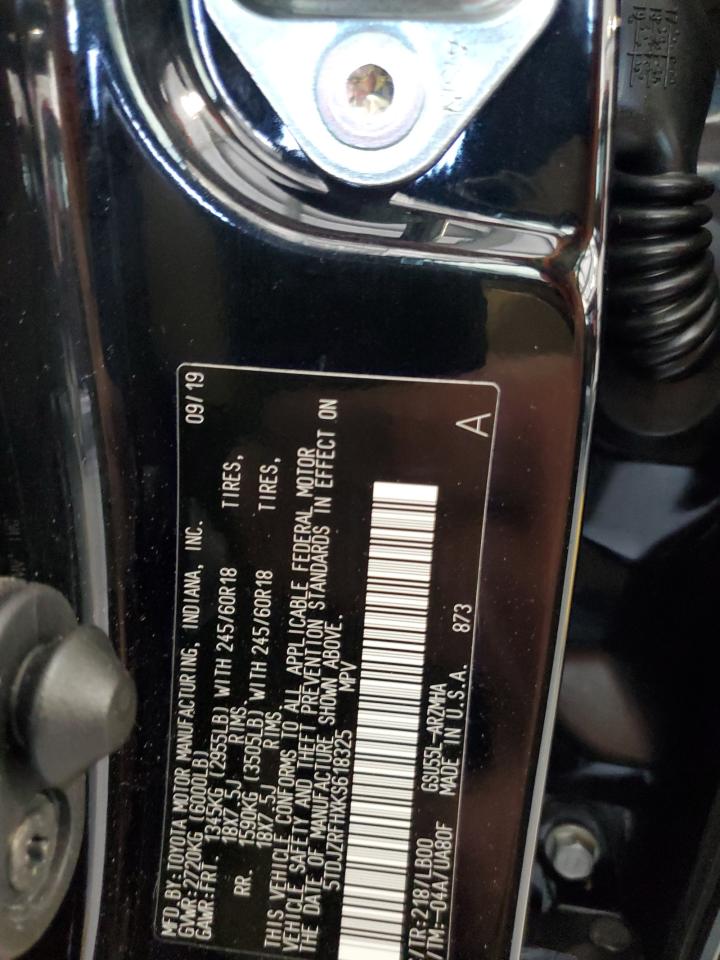 MFD BY: TOYOTA MOTOR MANUFACTURING, INDIANA, INC. 09/19
GVWR: 2720KG (6000LB)
GAWR: FRT. 1345KG (2955LB) WITH 245/60R18 TIRES,
18X7.5J RIMS.
RR. 1590KG (3505LB) WITH 245/60R18 TIRES,
18X7.5J RIMS.
THIS VEHICLE CONFORMS TO ALL APPLICABLE FEDERAL MOTOR
VEHICLE SAFETY AND THEFT PREVENTION STANDARDS IN EFFECT ON
THE DATE OF MANUFACTURE SHOWN ABOVE.
5TDJZRFHXKS618325 MPV
/TR:218/LB00 GSU55L-ARZMHA
/TM:-04A/UA80F MADE IN U.S.A. 873 A